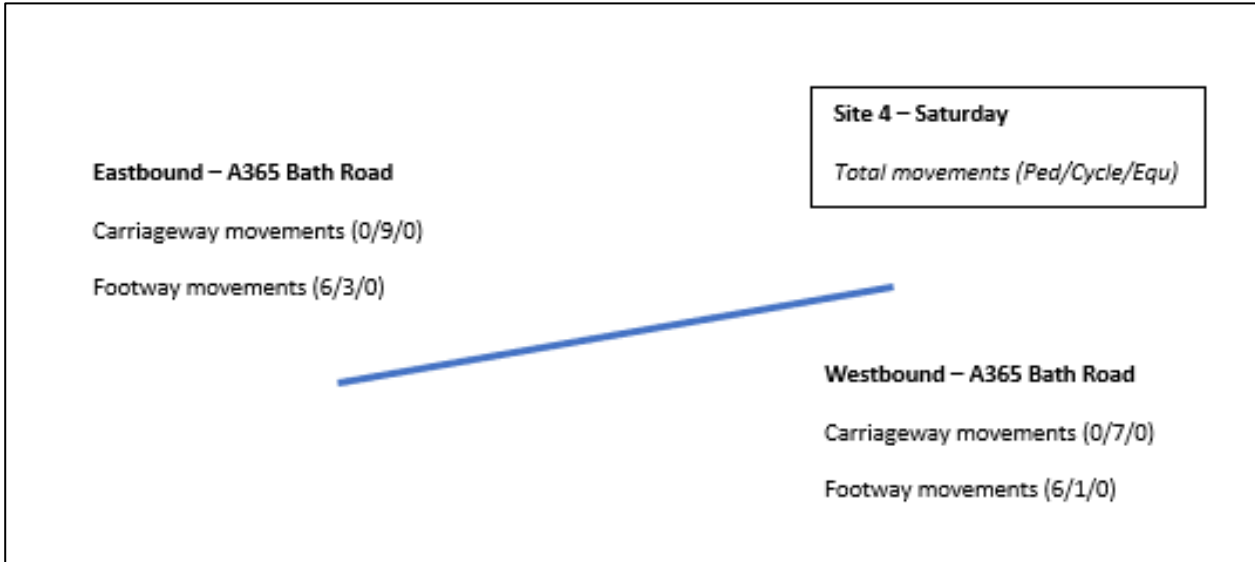 Site 4 – Saturday
Total movements (Ped/Cycle/Equ)
Eastbound – A365 Bath Road
Carriageway movements (0/9/0)
Footway movements (6/3/0)
Westbound – A365 Bath Road
Carriageway movements (0/7/0)
Footway movements (6/1/0)